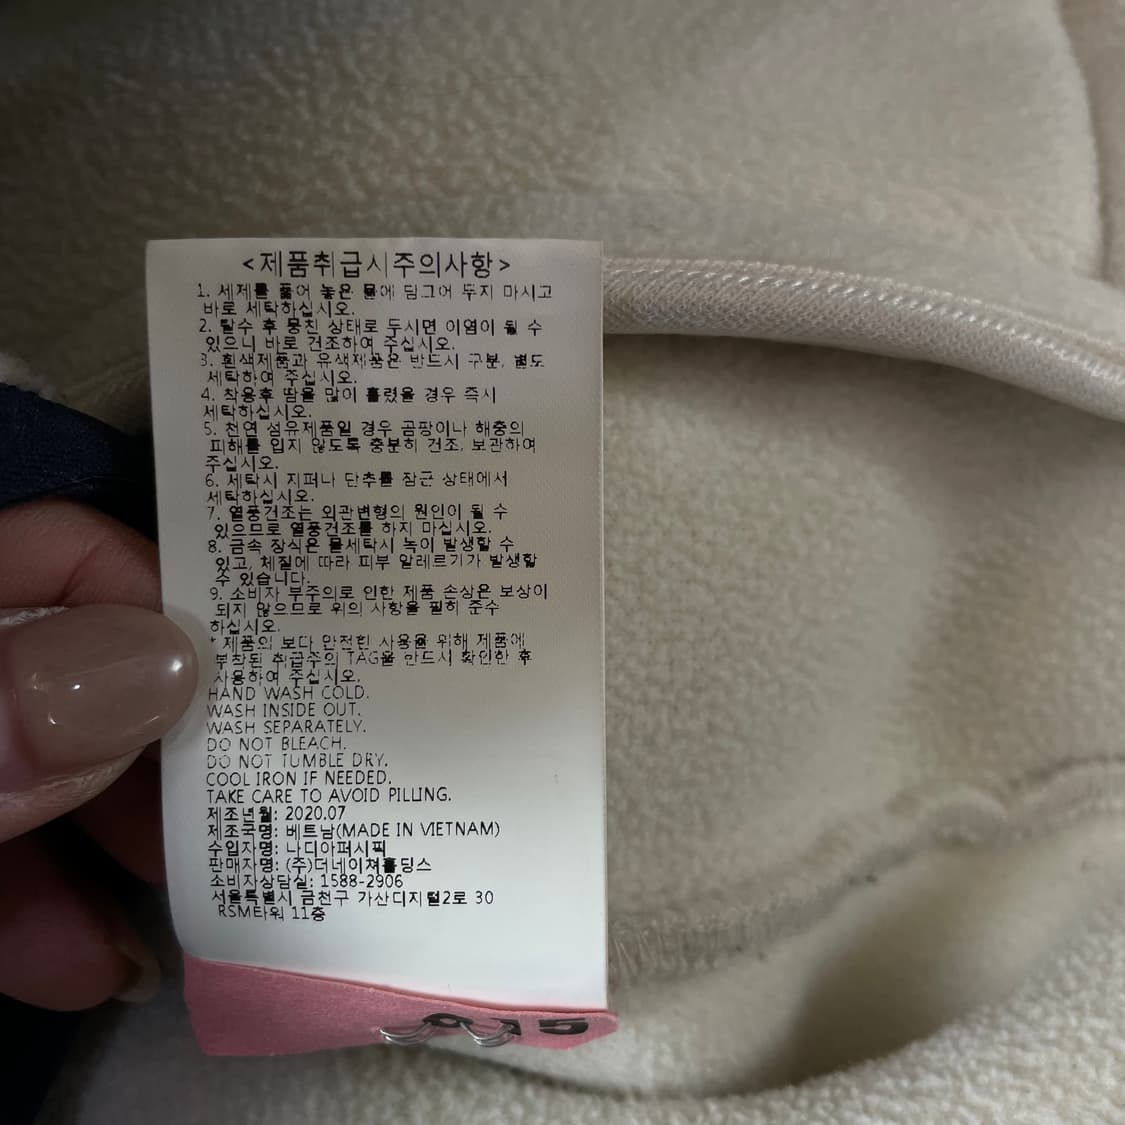 <제품취급시주의사항>
1. 세제를 풀어 놓은 물에 담그어 두지 마시고
바로 세탁하십시오.
2. 탈수 후 뭉친 상태로 두시면 이염이 될 수
있으니 바로 건조하여 주십시오.
3. 흰색제품과 유색제품은 반드시 구분, 별도
세탁하여 주십시오.
4. 착용후 땀을 많이 흘렸을 경우 즉시
세탁하십시오.
5. 천연 섬유제품일 경우 곰팡이나 해충의
피해를 입지 않도록 충분히 건조, 보관하여
주십시오.
6. 세탁시 지퍼나 단추를 잠근 상태에서
세탁하십시오.
7. 열풍건조는 외관변형의 원인이 될 수
있으므로 열풍건조를 하지 마십시오.
8. 금속 장식은 물세탁시 녹이 발생할 수
있고, 체질에 따라 피부 알레르기가 발생할
수 있습니다.
9. 소비자 부주의로 인한 제품 손상은 보상이
되지 않으므로 위의 사항을 필히 준수
하십시오.
* 제품의 보다 안전한 사용을 위해 제품에
부착된 취급주의 TAG을 반드시 확인한 후
사용하여 주십시오.
HAND WASH COLD.
WASH INSIDE OUT.
WASH SEPARATELY.
DO NOT BLEACH.
DO NOT TUMBLE DRY.
COOL IRON IF NEEDED.
TAKE CARE TO AVOID PILLING.
제조년월: 2020.07
제조국명: 베트남(MADE IN VIETNAM)
수입자명: 나디아퍼시픽
판매자명: (주)더네이쳐홀딩스
소비자상담실: 1588-2906
서울특별시 금천구 가산디지털2로 30
RSM타워 11층